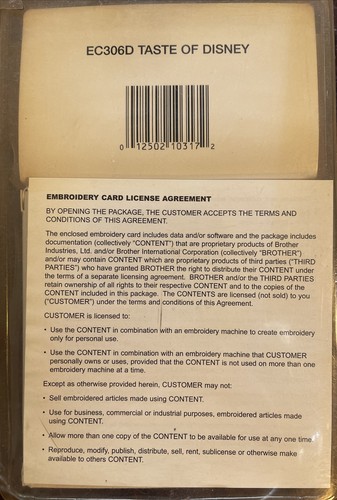 EC306D TASTE OF DISNEY
0 12502 10317 2
EMBROIDERY CARD LICENSE AGREEMENT
BY OPENING THE PACKAGE, THE CUSTOMER ACCEPTS THE TERMS AND
CONDITIONS OF THIS AGREEMENT.
The enclosed embroidery card includes data and/or software and the package includes
documentation (collectively "CONTENT") that are proprietary products of Brother
Industries, Ltd. and/or Brother International Corporation (collectively "BROTHER")
and/or may contain CONTENT which are proprietary products of third parties ("THIRD
PARTIES") who have granted BROTHER the right to distribute their CONTENT under
the terms of a separate licensing agreement. BROTHER and/or the THIRD PARTIES
retain ownership of all rights to their respective CONTENT and to the copies of the
CONTENT included in this package. The CONTENTS are licensed (not sold) to you
("CUSTOMER") under the terms and conditions of this Agreement.
CUSTOMER is licensed to:
• Use the CONTENT in combination with an embroidery machine to create embroidery
only for personal use.
• Use the CONTENT in combination with an embroidery machine that CUSTOMER
personally owns or uses, provided that the CONTENT is not used on more than one
embroidery machine at a time.
Except as otherwise provided herein, CUSTOMER may not:
• Sell embroidered articles made using CONTENT.
• Use for business, commercial or industrial purposes, embroidered articles made
using CONTENT.
• Allow more than one copy of the CONTENT to be available for use at any one time.
• Reproduce, modify, publish, distribute, sell, rent, sublicense or otherwise make
available to others CONTENT.